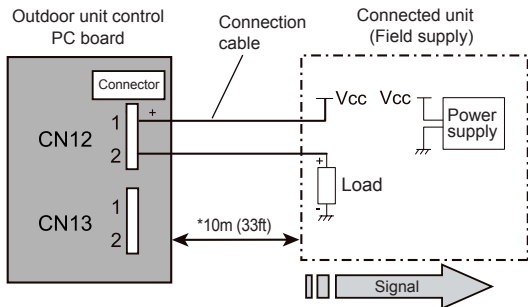 Outdoor unit control
PC board
Connection
cable
Connected unit
(Field supply)
Connector
CN12
1
+
2
CN13
1
2
Vcc
Vcc
Power
supply
+
Load
-
*10m (33ft)
Signal